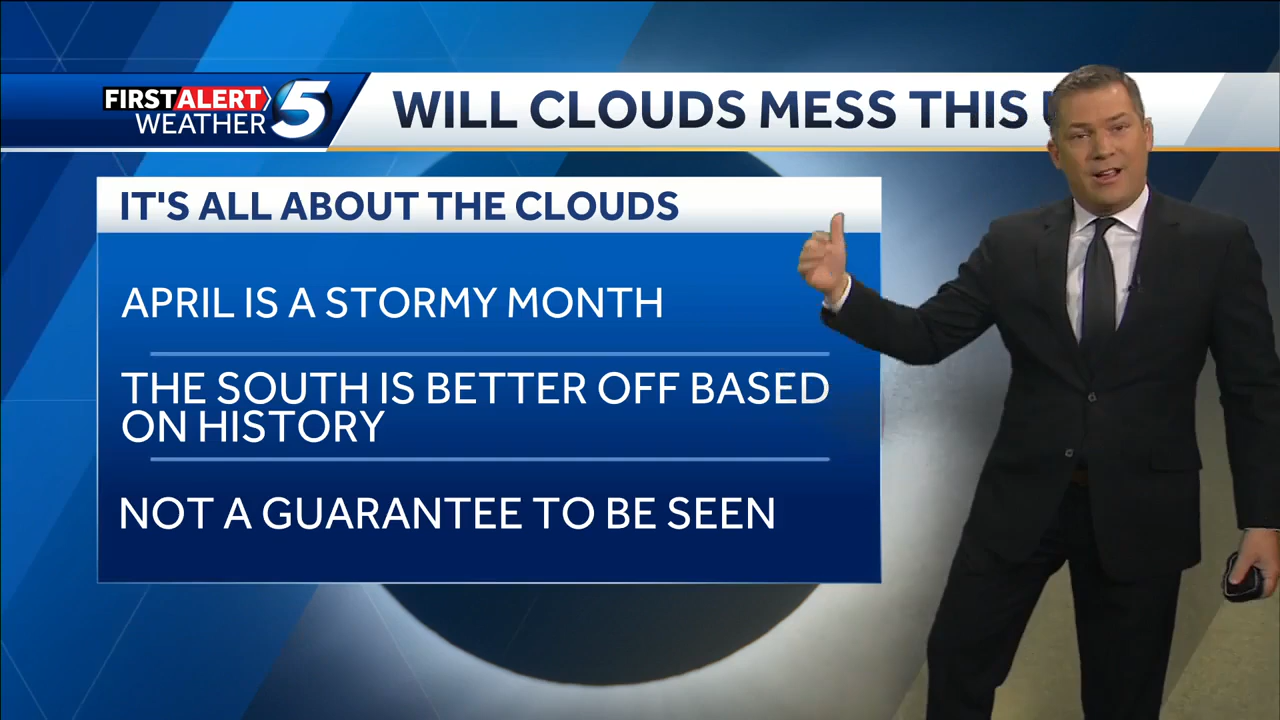 FIRST ALERT
WEATHER 5
WILL CLOUDS MESS THIS
IT'S ALL ABOUT THE CLOUDS
APRIL IS A STORMY MONTH
THE SOUTH IS BETTER OFF BASED
ON HISTORY
NOT A GUARANTEE TO BE SEEN